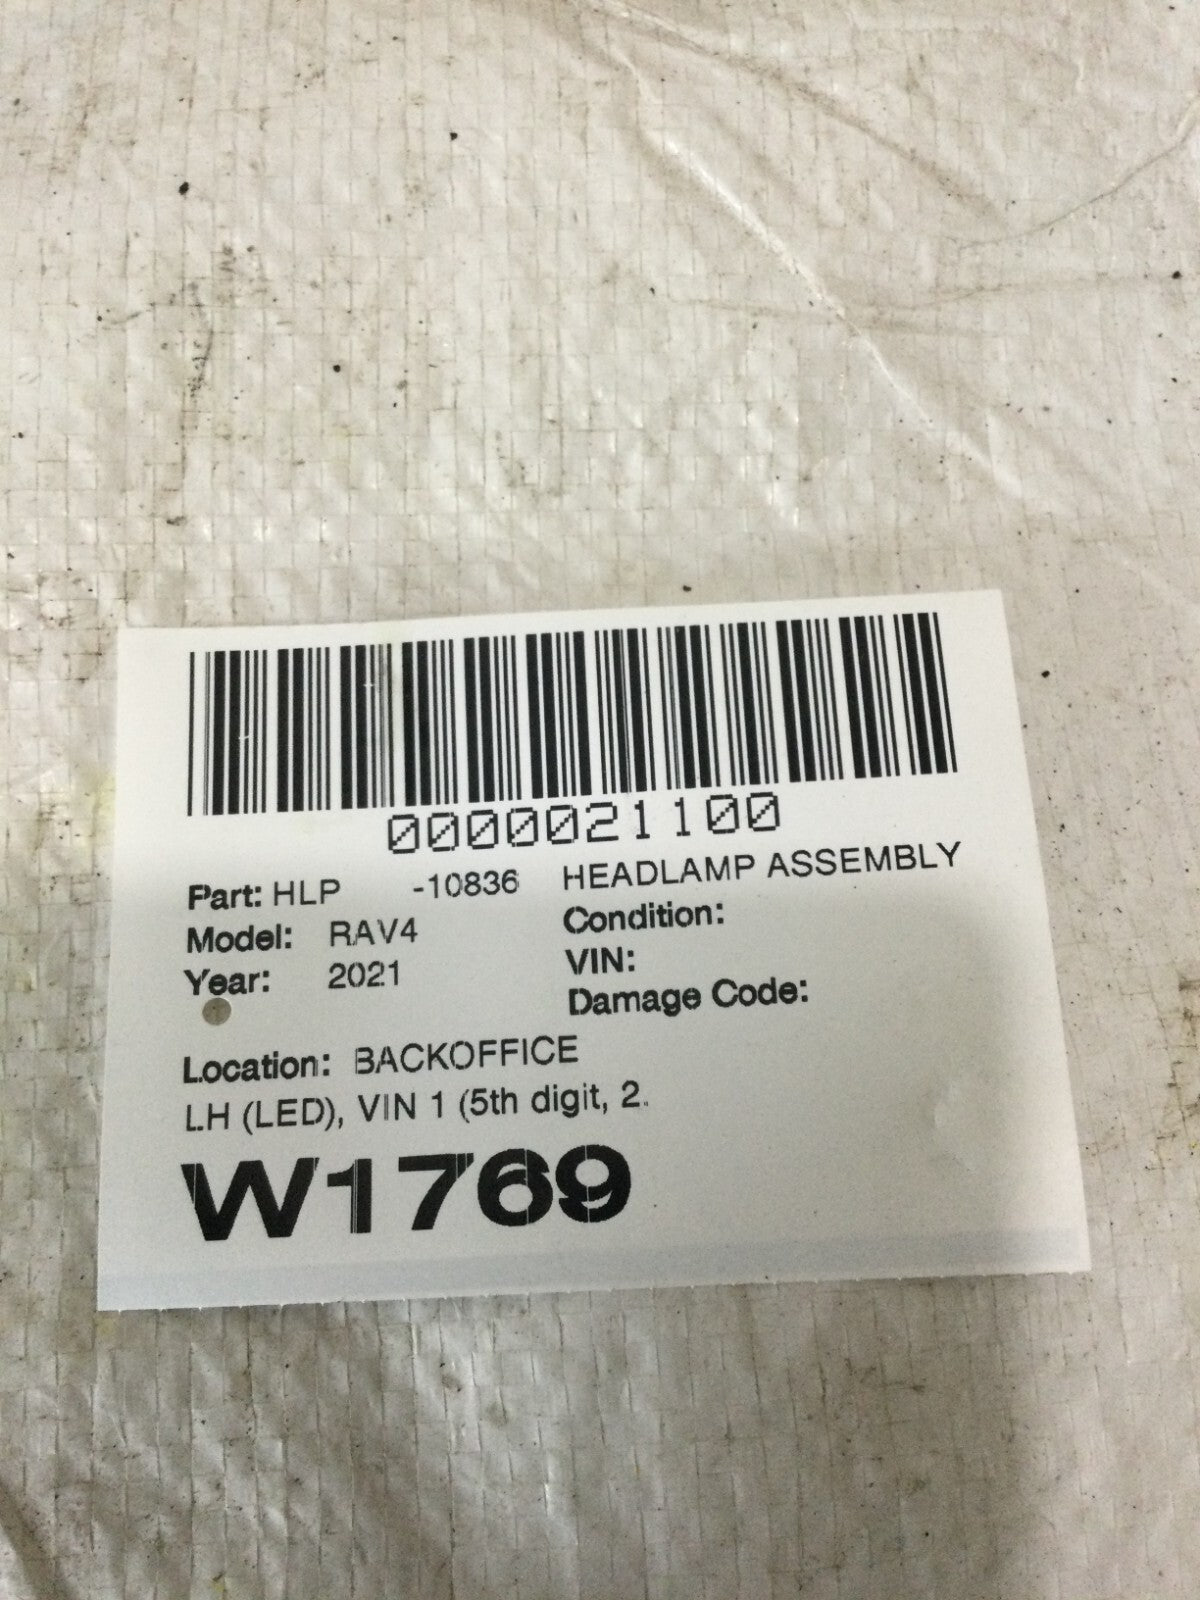 0000021100
Part: HLP -10836 HEADLAMP ASSEMBLY
Model: RAV4 Condition:
Year: 2021 VIN:
Damage Code:
Location: BACKOFFICE
LH (LED), VIN 1 (5th digit, 2.
W1769